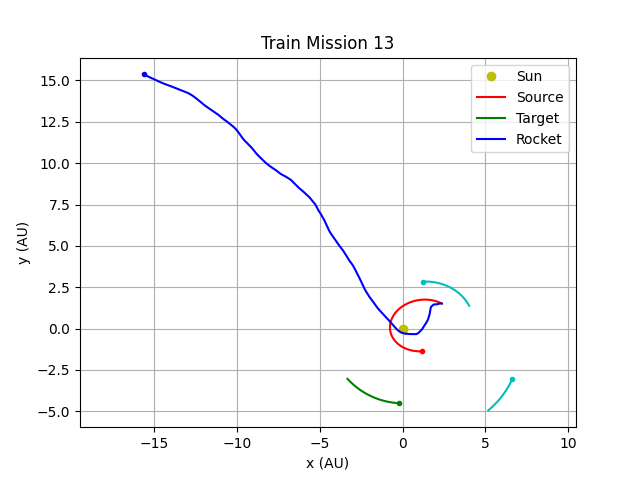 Train Mission 13
Sun
Source
Target
Rocket
15.0
12.5
10.0
7.5
5.0
2.5
0.0
−2.5
−5.0
y (AU)
−15 −10 −5 0 5 10
x (AU)